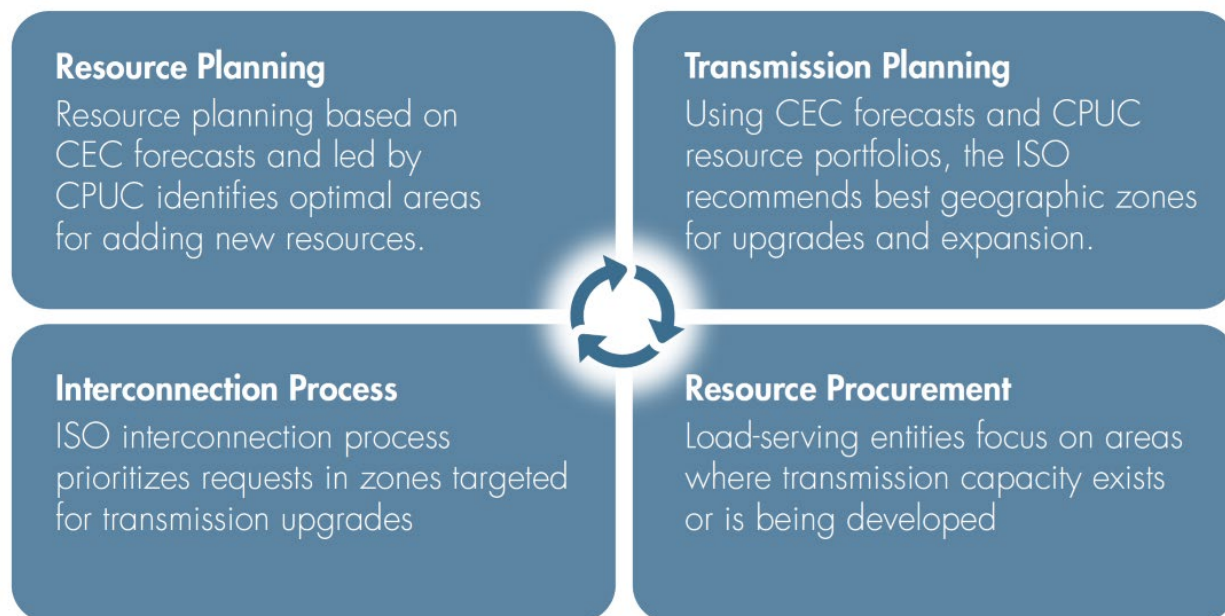 Resource Planning
Resource planning based on
CEC forecasts and led by
CPUC identifies optimal areas
for adding new resources.
Transmission Planning
Using CEC forecasts and CPUC
resource portfolios, the ISO
recommends best geographic zones
for upgrades and expansion.
Interconnection Process
ISO interconnection process
prioritizes requests in zones targeted
for transmission upgrades
Resource Procurement
Load-serving entities focus on areas
where transmission capacity exists
or is being developed